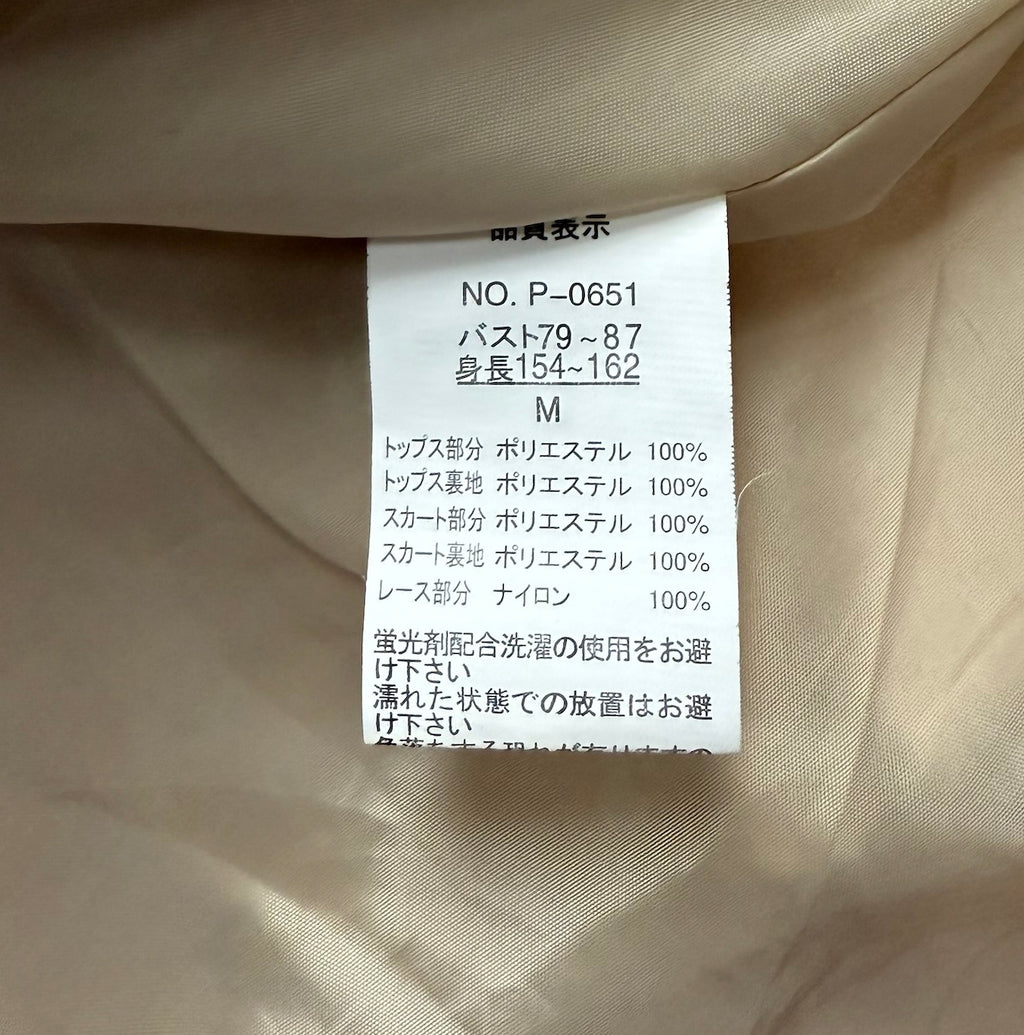 品質表示
NO. P-0651
バスト79~87
身長154~162
M
トップス部分 ポリエステル 100%
トップス裏地 ポリエステル 100%
スカート部分 ポリエステル 100%
スカート裏地 ポリエステル 100%
レース部分 ナイロン 100%
蛍光剤配合洗濯の使用をお避
け下さい
濡れた状態での放置はお避
け下さい